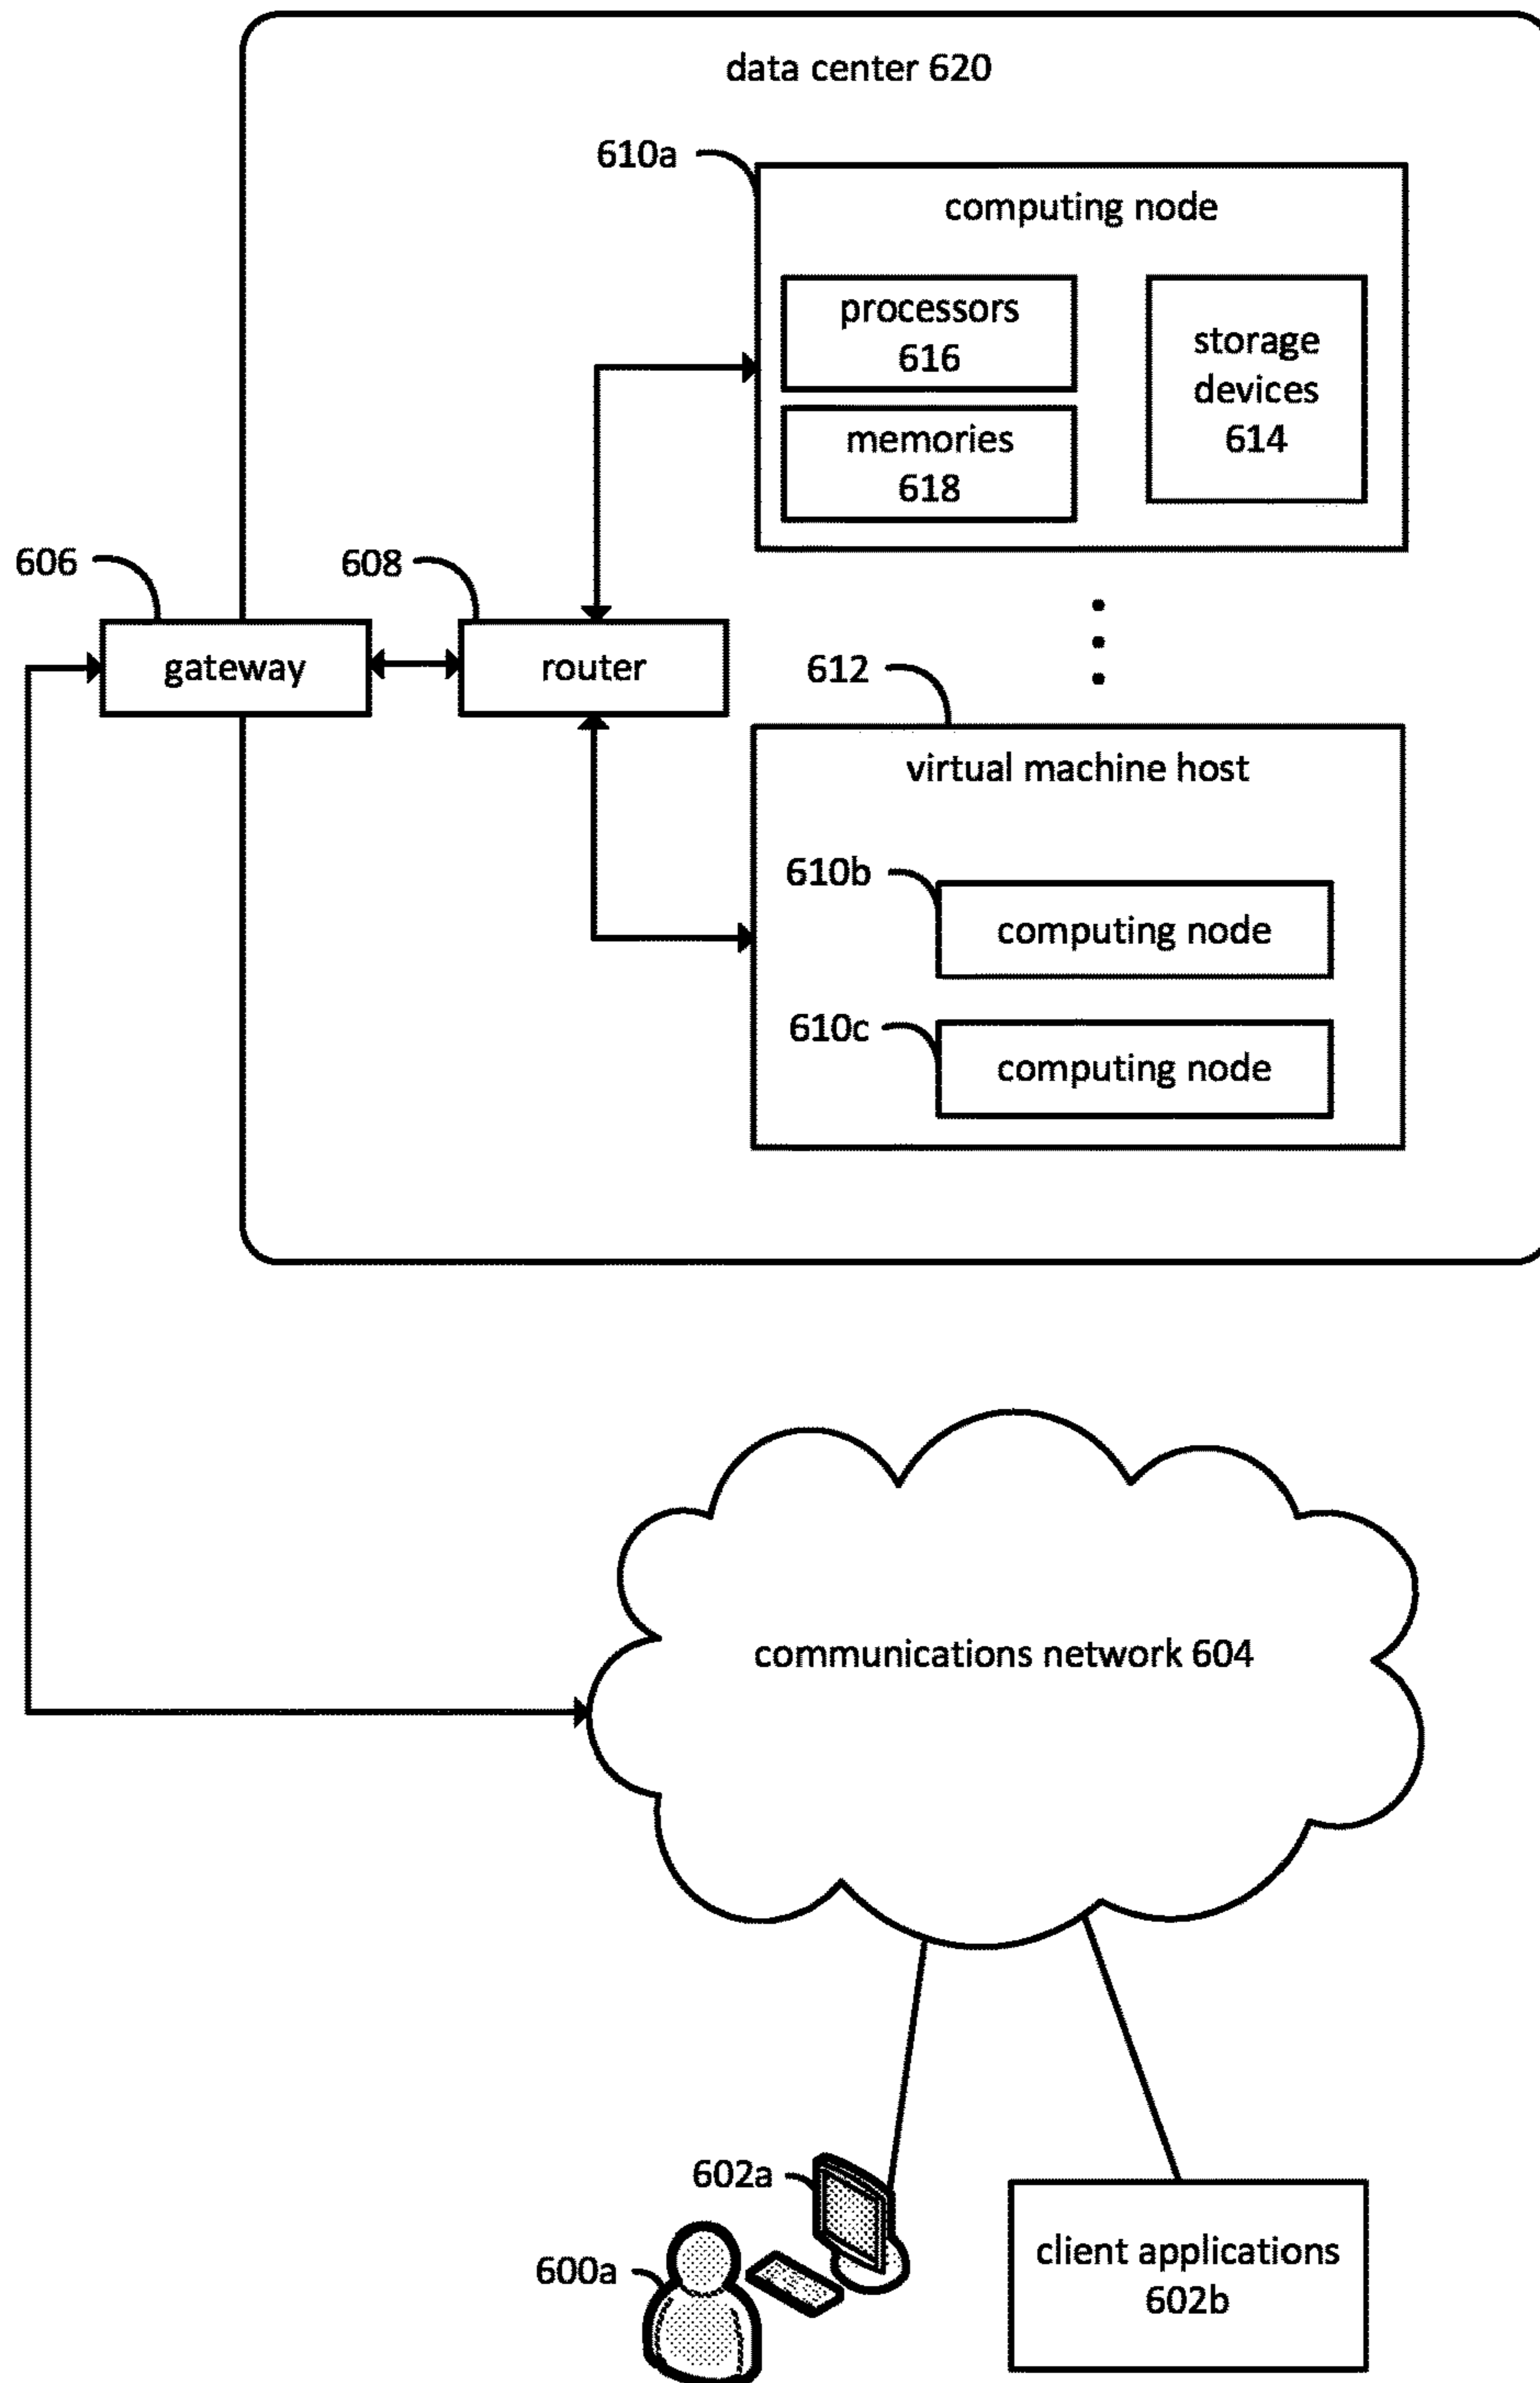 data center 620
610a
computing node
processors
616
storage
devices
614
memories
618
606
608
gateway
router
612
virtual machine host
610b
computing node
610c
computing node
communications network 604
602a
600a
client applications
602b